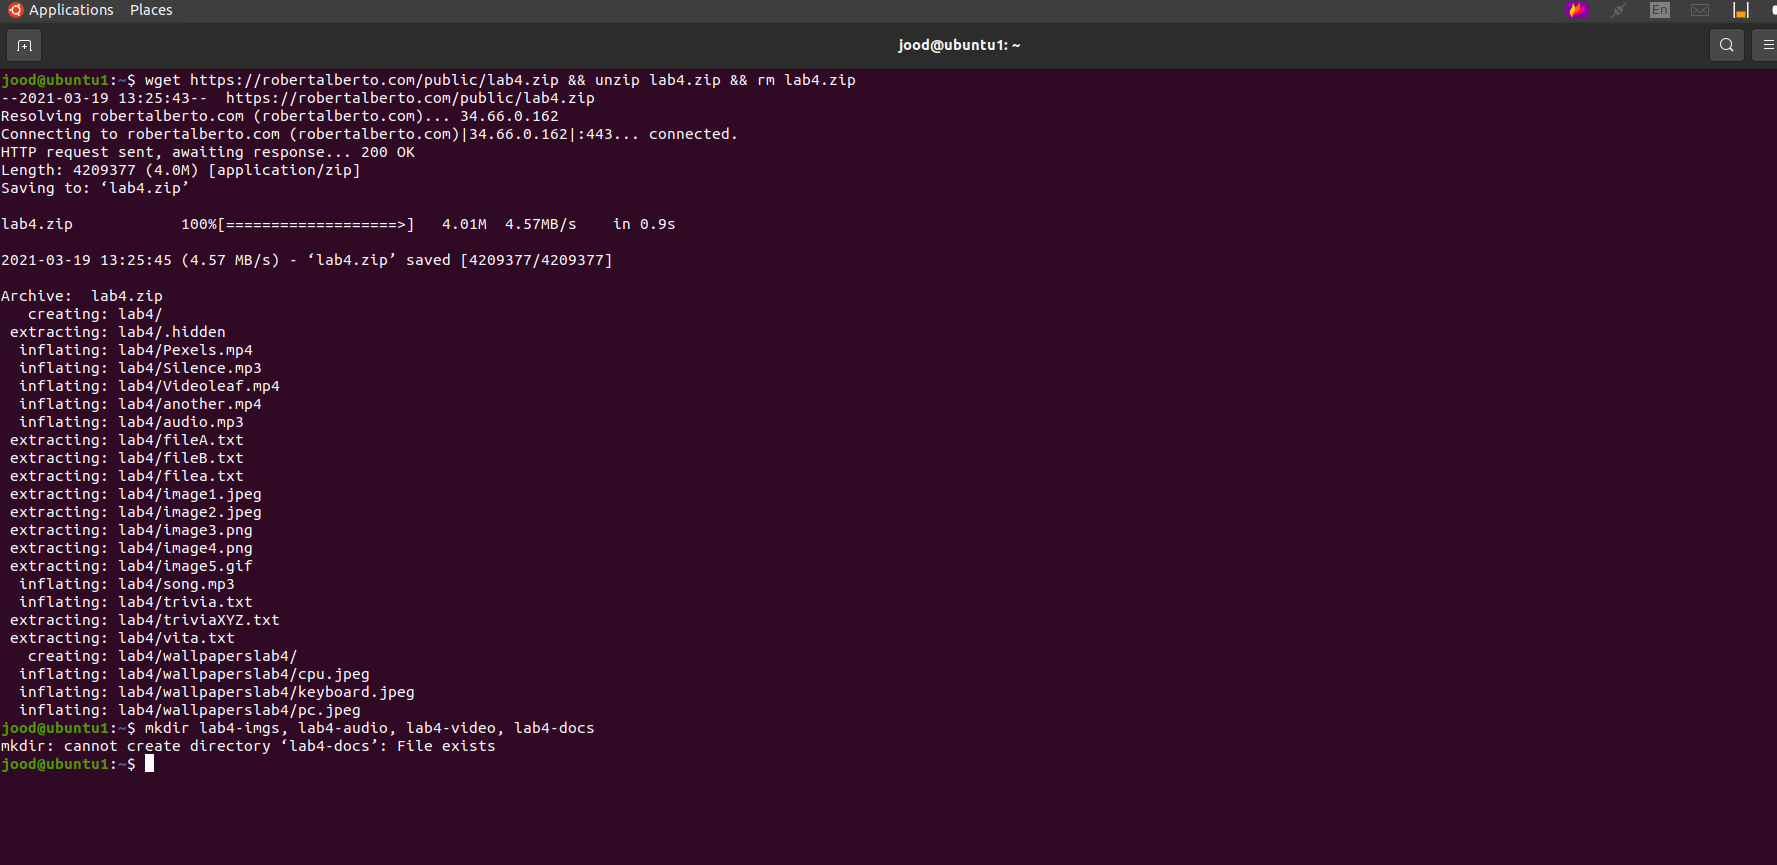 Applications Places En
jood@ubuntu1: ~
jood@ubuntu1:~$ wget https://robertalberto.com/public/lab4.zip && unzip lab4.zip && rm lab4.zip
--2021-03-19 13:25:43--  https://robertalberto.com/public/lab4.zip
Resolving robertalberto.com (robertalberto.com)... 34.66.0.162
Connecting to robertalberto.com (robertalberto.com)|34.66.0.162|:443... connected.
HTTP request sent, awaiting response... 200 OK
Length: 4209377 (4.0M) [application/zip]
Saving to: ‘lab4.zip’
lab4.zip            100%[===================>]   4.01M  4.57MB/s    in 0.9s
2021-03-19 13:25:45 (4.57 MB/s) - ‘lab4.zip’ saved [4209377/4209377]
Archive:  lab4.zip
   creating: lab4/
 extracting: lab4/.hidden
  inflating: lab4/Pexels.mp4
  inflating: lab4/Silence.mp3
  inflating: lab4/Videoleaf.mp4
  inflating: lab4/another.mp4
  inflating: lab4/audio.mp3
 extracting: lab4/fileA.txt
 extracting: lab4/fileB.txt
 extracting: lab4/filea.txt
 extracting: lab4/image1.jpeg
 extracting: lab4/image2.jpeg
 extracting: lab4/image3.png
 extracting: lab4/image4.png
 extracting: lab4/image5.gif
  inflating: lab4/song.mp3
  inflating: lab4/trivia.txt
 extracting: lab4/triviaXYZ.txt
 extracting: lab4/vita.txt
   creating: lab4/wallpaperslab4/
  inflating: lab4/wallpaperslab4/cpu.jpeg
  inflating: lab4/wallpaperslab4/keyboard.jpeg
  inflating: lab4/wallpaperslab4/pc.jpeg
jood@ubuntu1:~$ mkdir lab4-imgs, lab4-audio, lab4-video, lab4-docs
mkdir: cannot create directory ‘lab4-docs’: File exists
jood@ubuntu1:~$